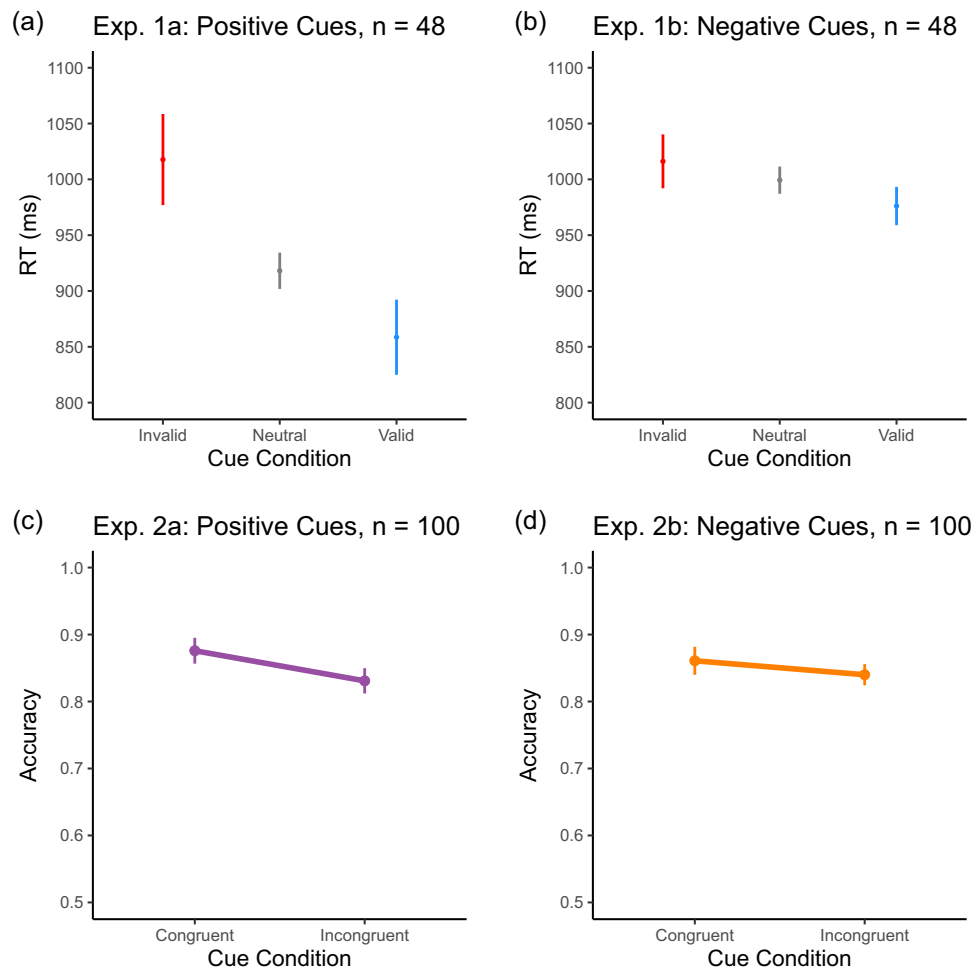 (a) Exp. 1a: Positive Cues, n = 48
RT (ms)
1100
1050
1000
950
900
850
800
Invalid Neutral Valid
Cue Condition
(b) Exp. 1b: Negative Cues, n = 48
RT (ms)
1100
1050
1000
950
900
850
800
Invalid Neutral Valid
Cue Condition
(c) Exp. 2a: Positive Cues, n = 100
Accuracy
1.0
0.9
0.8
0.7
0.6
0.5
Congruent Incongruent
Cue Condition
(d) Exp. 2b: Negative Cues, n = 100
Accuracy
1.0
0.9
0.8
0.7
0.6
0.5
Congruent Incongruent
Cue Condition